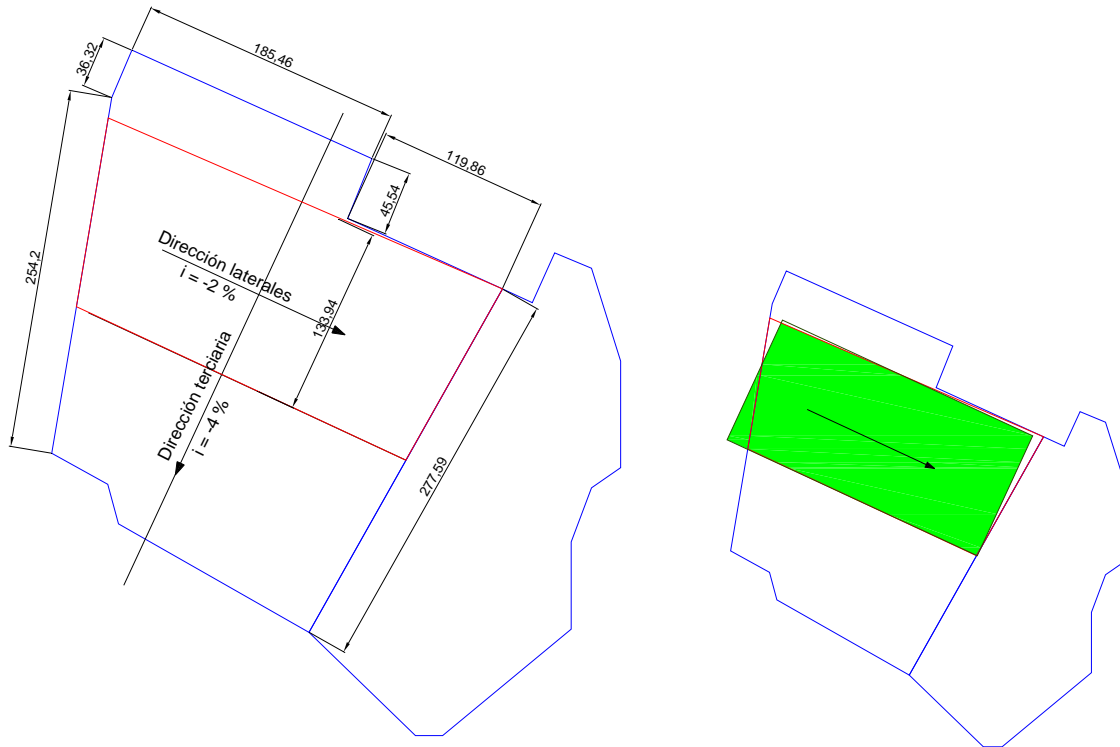 185,46
36,32
119,86
45,54
254,2
Dirección laterales
i = -2 %
133,94
Dirección terciaria
i = -4 %
277,59